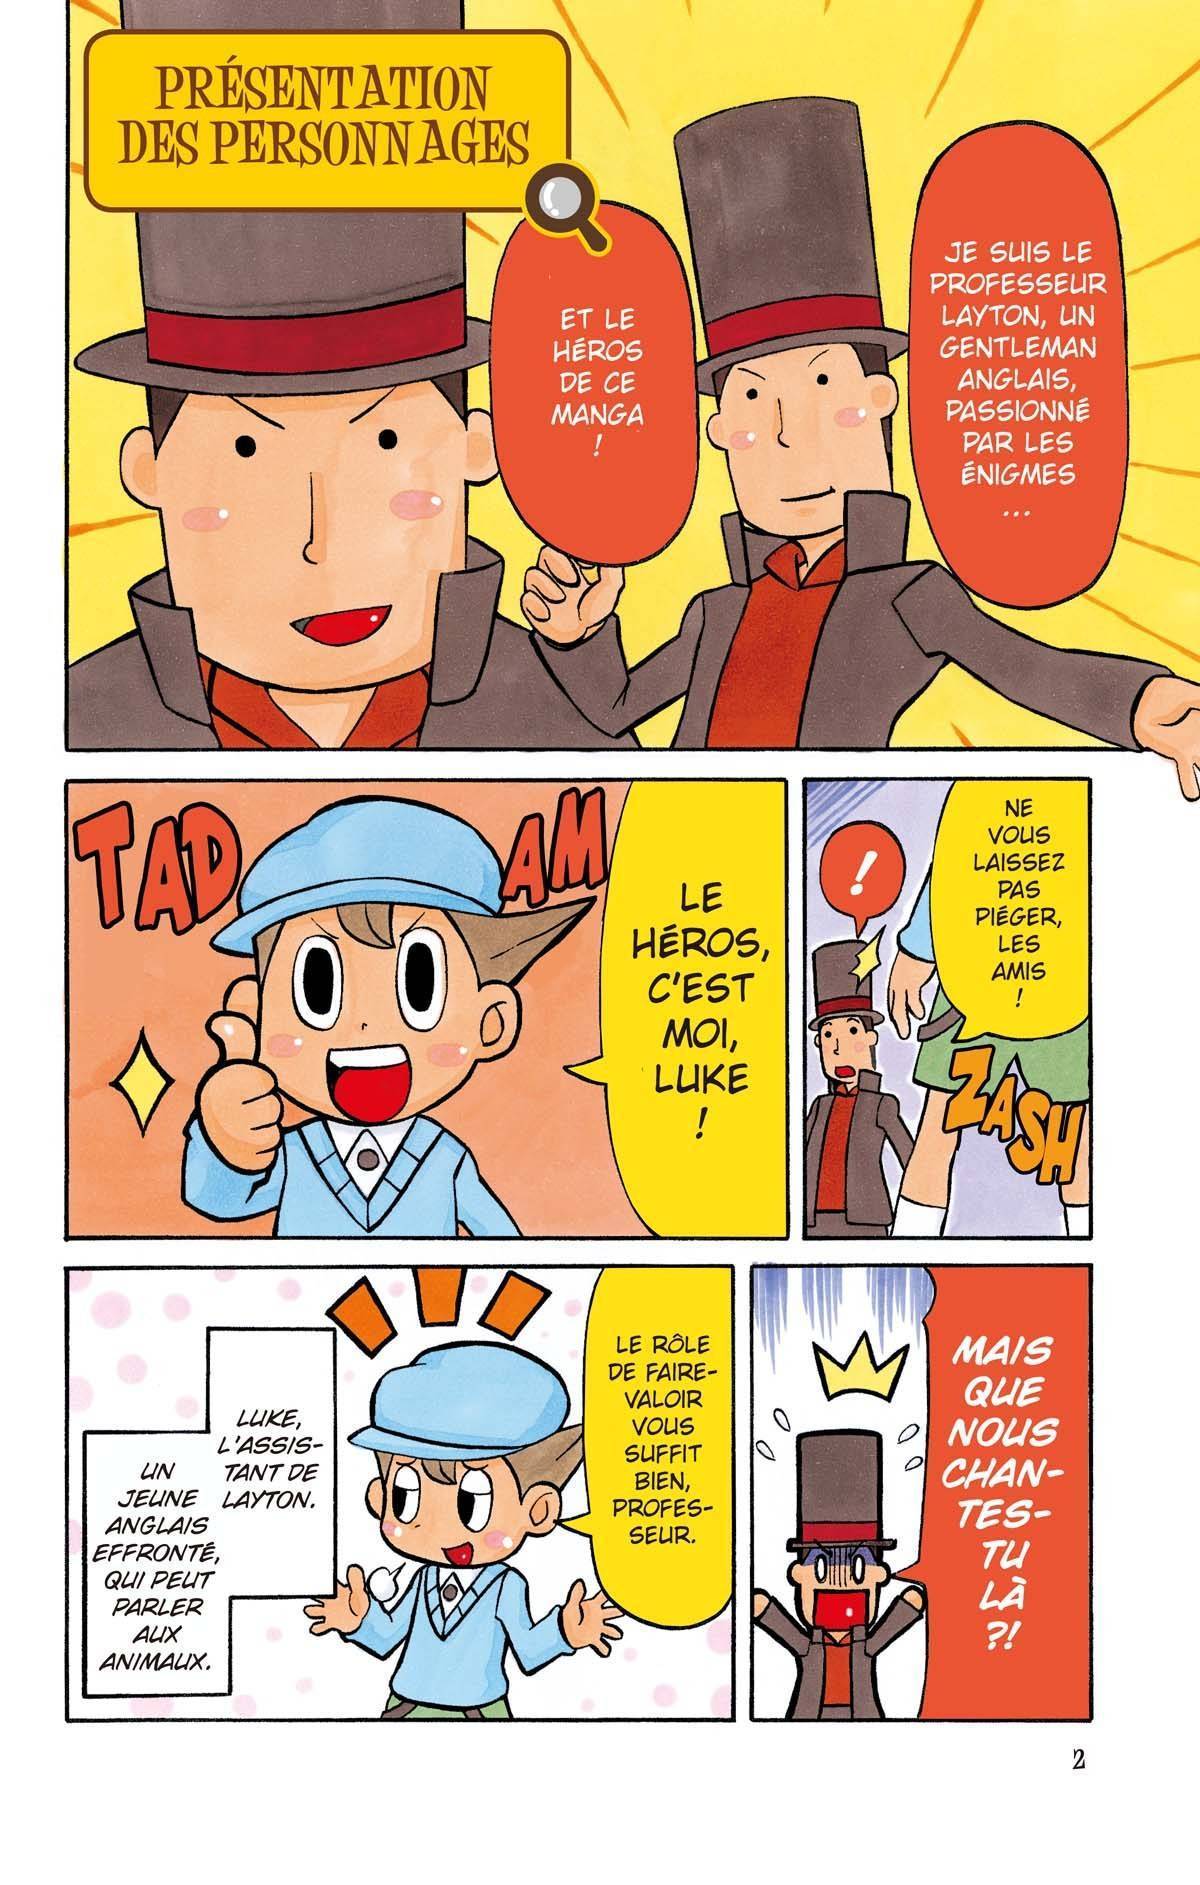 PRÉSENTATION
DES PERSONNAGES
JE SUIS LE
PROFESSEUR
LAYTON, UN
GENTLEMAN
ANGLAIS,
PASSIONNÉ
PAR LES
ÉNIGMES
...
ET LE
HÉROS
DE CE
MANGA
!
NE
VOUS
LAISSEZ
PAS
PIÉGER,
LES
AMIS
!
!
ZASH
TADAM
LE
HÉROS,
C'EST
MOI,
LUKE
!
MAIS
QUE
NOUS
CHAN-
TES-
TU
LÀ
?!
LE RÔLE
DE FAIRE-
VALOIR
VOUS
SUFFIT
BIEN,
PROFES-
SEUR.
LUKE,
L'ASSIS-
TANT DE
LAYTON.
UN
JEUNE
ANGLAIS
EFFRONTÉ,
QUI PEUT
PARLER
AUX
ANIMAUX.
2